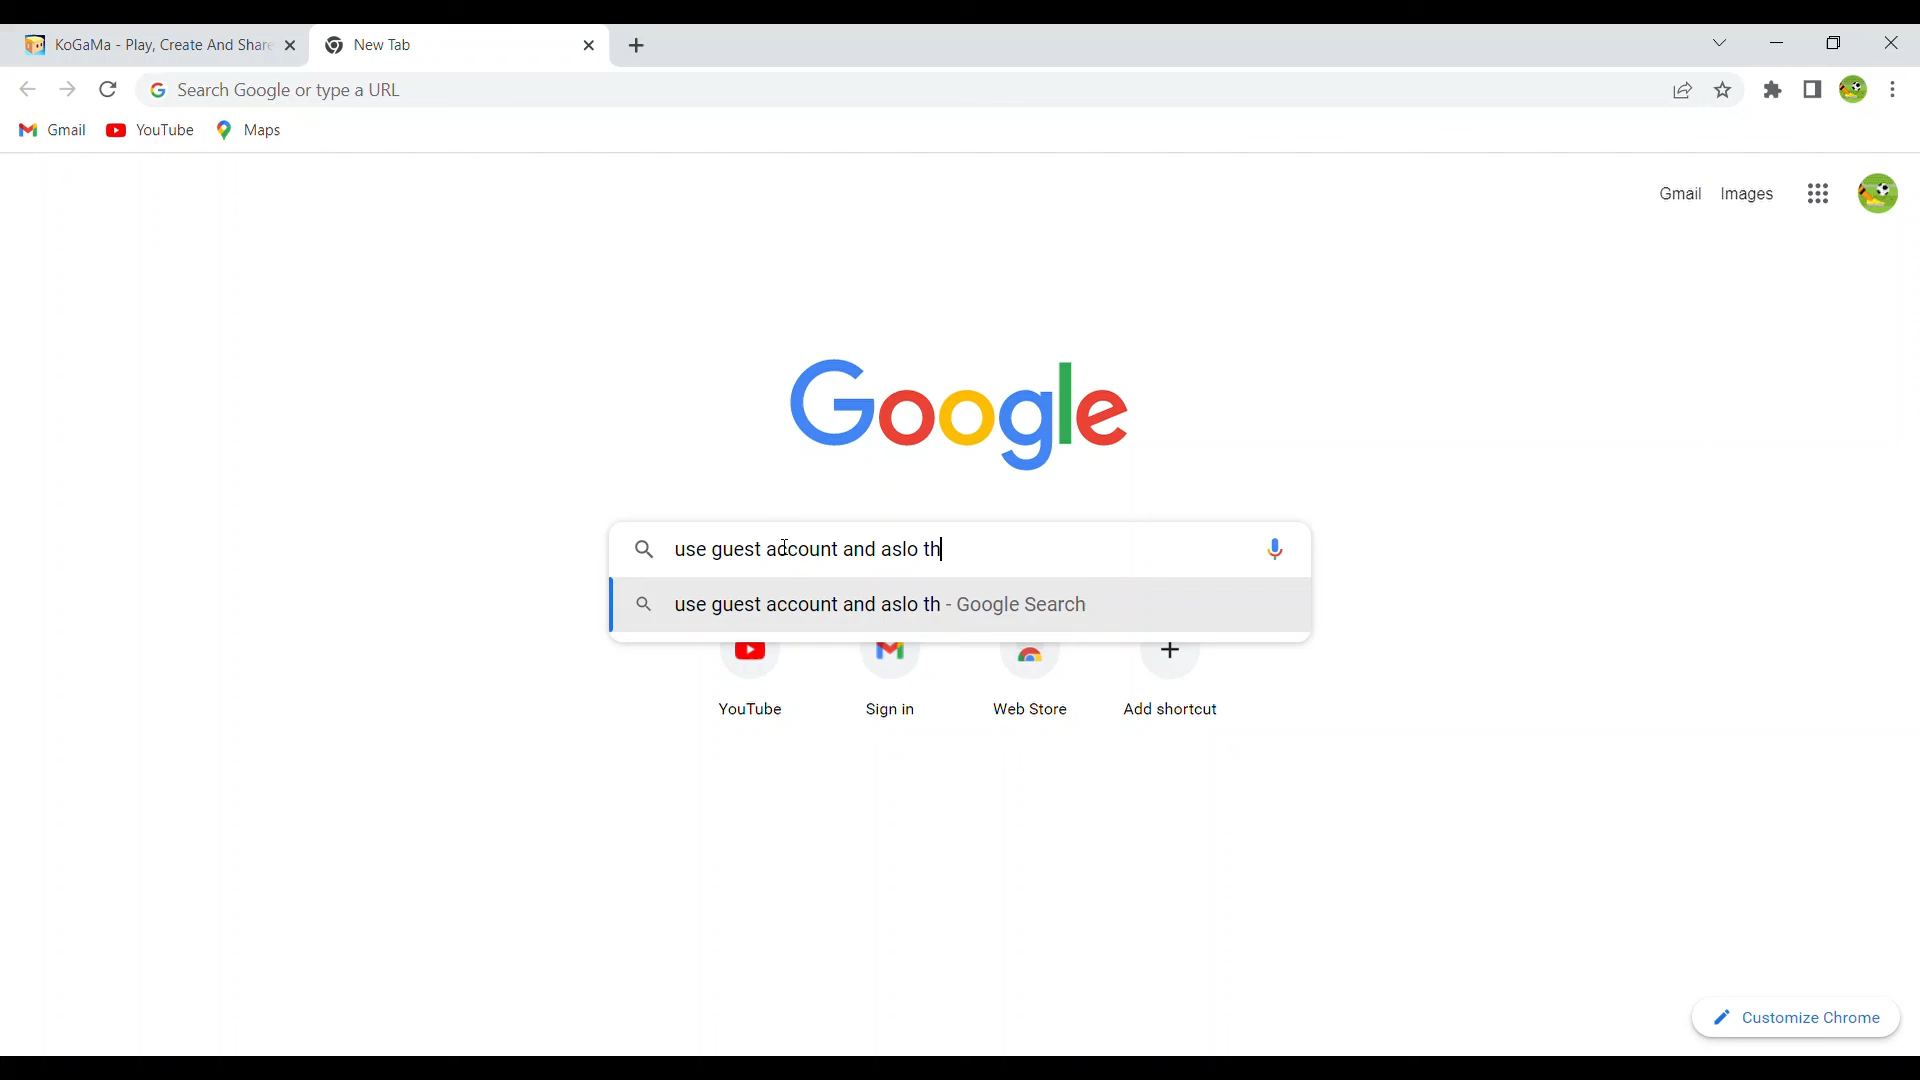 KoGaMa - Play, Create And Share
New Tab
Search Google or type a URL
Gmail YouTube Maps
Gmail Images
Google
use guest account and aslo th
use guest account and aslo th - Google Search
YouTube Sign in Web Store Add shortcut
Customize Chrome